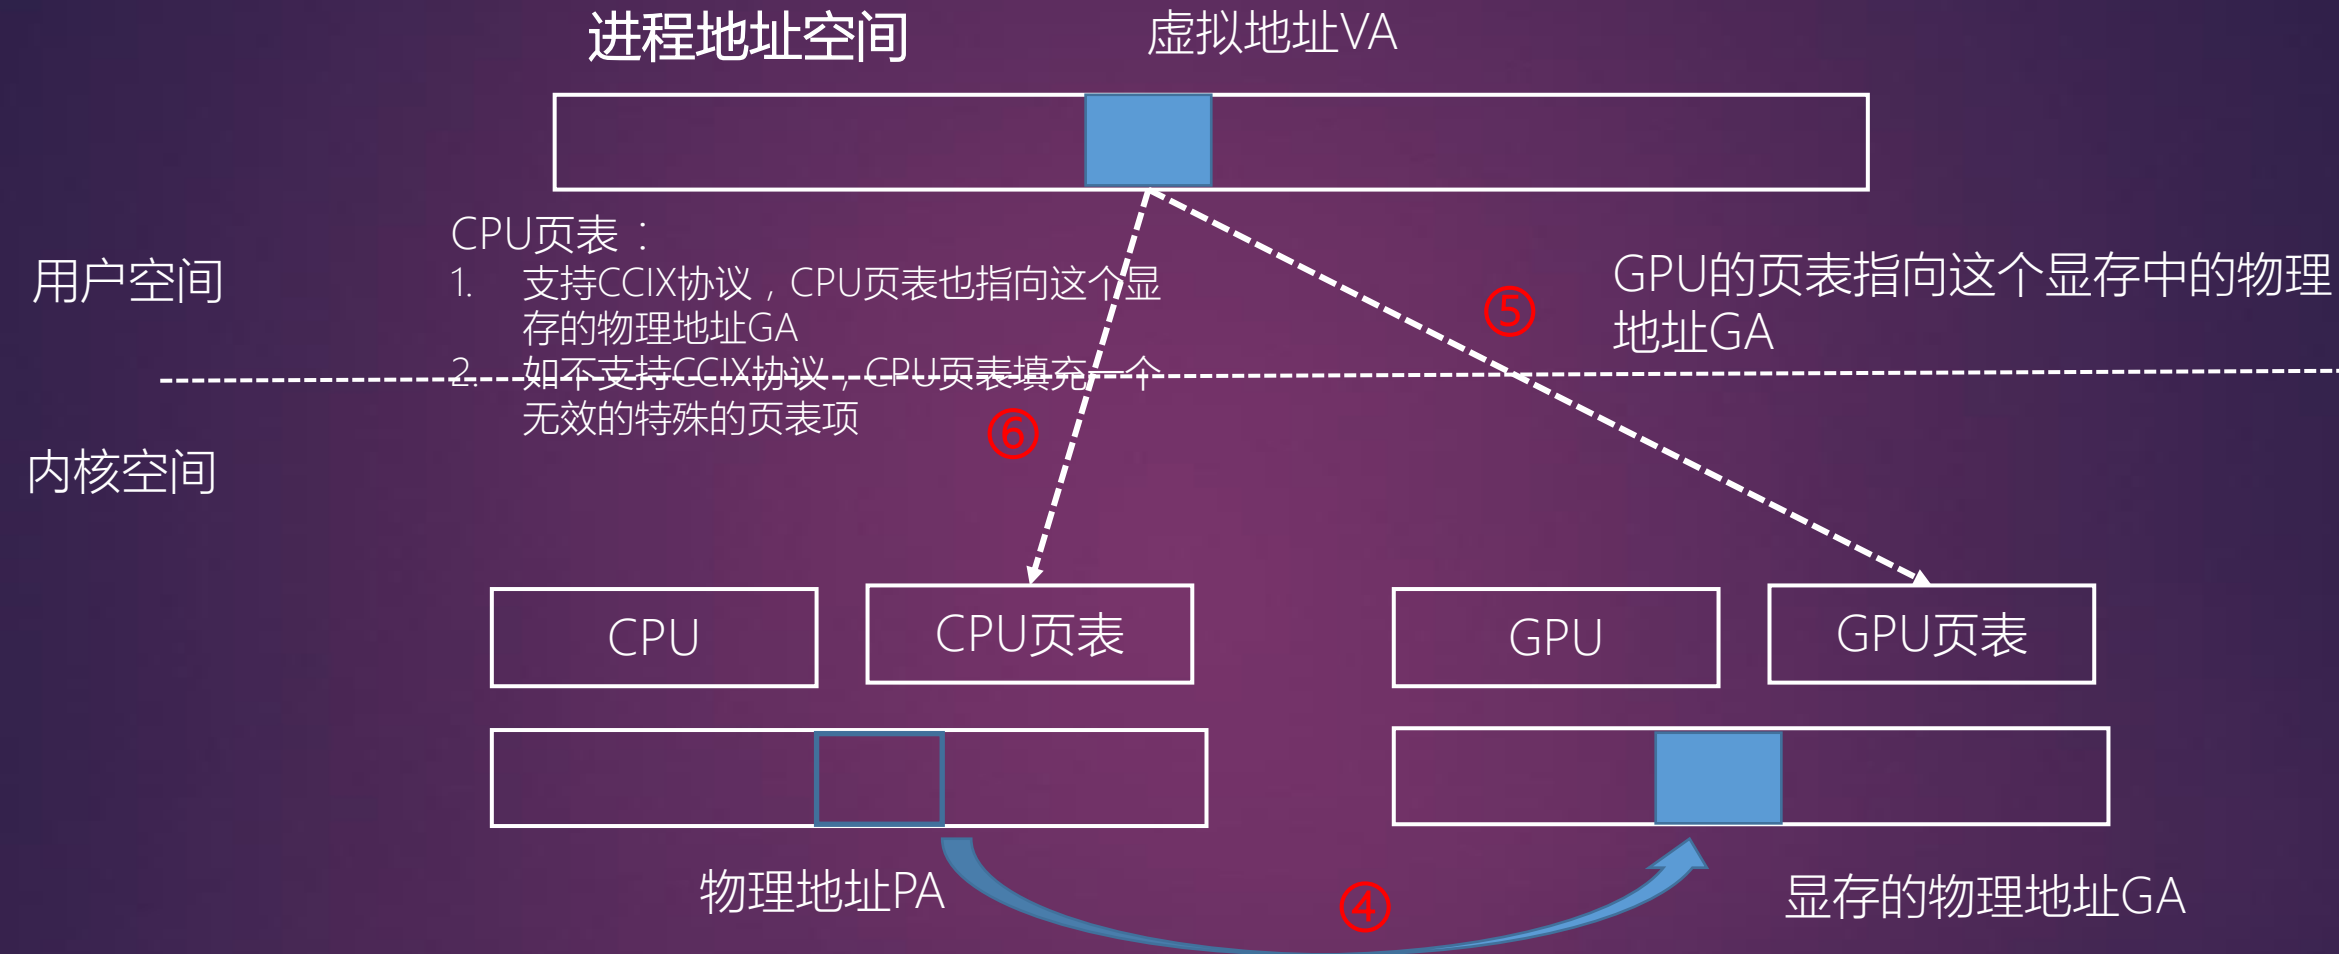 进程地址空间
虚拟地址VA
CPU页表：
1. 支持CCIX协议，CPU页表也指向这个显
存的物理地址GA
2. 如不支持CCIX协议，CPU页表填充一个
无效的特殊的页表项
用户空间
⑤
GPU的页表指向这个显存中的物理
地址GA
⑥
内核空间
CPU
CPU页表
GPU
GPU页表
物理地址PA
④
显存的物理地址GA